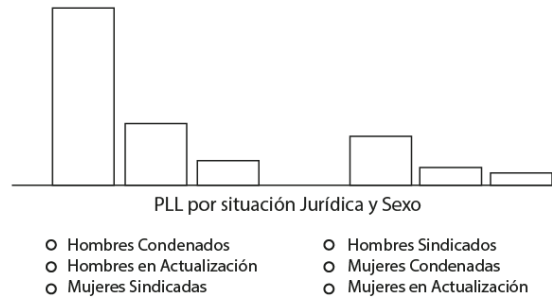 PLL por situación Jurídica y Sexo
Hombres Condenados
Hombres en Actualización
Mujeres Sindicadas
Hombres Sindicados
Mujeres Condenadas
Mujeres en Actualización